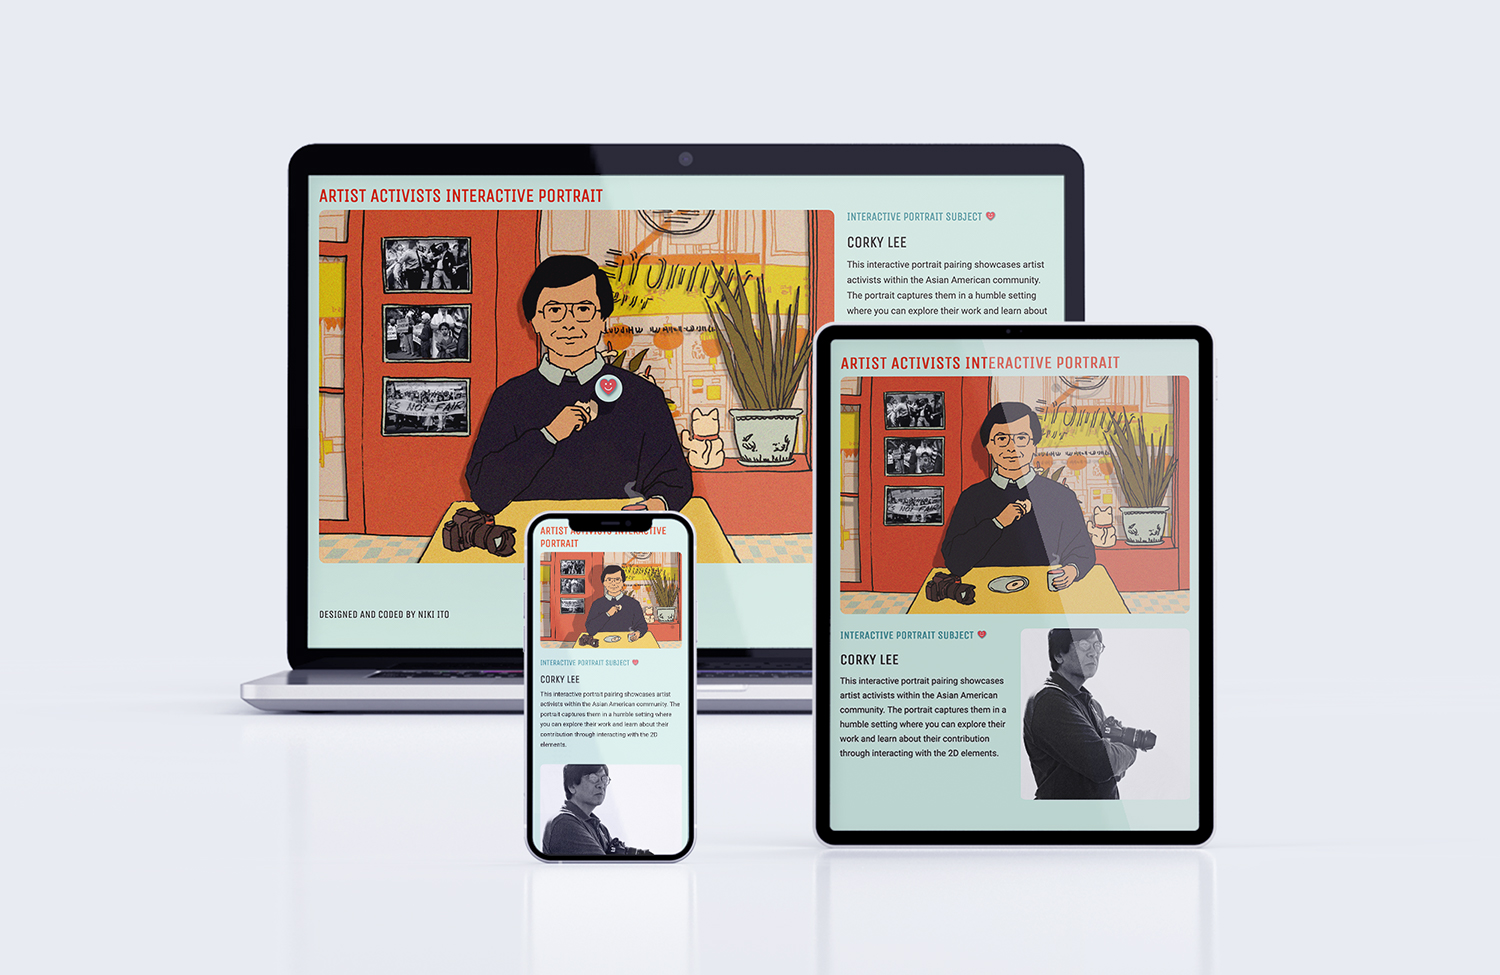 ARTIST ACTIVISTS INTERACTIVE PORTRAIT
IS NOT FAIR
INTERACTIVE PORTRAIT SUBJECT
CORKY LEE
This interactive portrait pairing showcases artist
activists within the Asian American community.
The portrait captures them in a humble setting
where you can explore their work and learn about
DESIGNED AND CODED BY NIKI ITO
ARTIST ACTIVISTS INTERACTIVE
PORTRAIT
INTERACTIVE PORTRAIT SUBJECT
CORKY LEE
This interactive portrait pairing showcases artist
activists within the Asian American community. The
portrait captures them in a humble setting where
you can explore their work and learn about their
contribution through interacting with the 2D
elements.
ARTIST ACTIVISTS INTERACTIVE PORTRAIT
IS NOT FAIR
INTERACTIVE PORTRAIT SUBJECT
CORKY LEE
This interactive portrait pairing showcases
artist activists within the Asian American
community. The portrait captures them in a
humble setting where you can explore their
work and learn about their contribution
through interacting with the 2D elements.